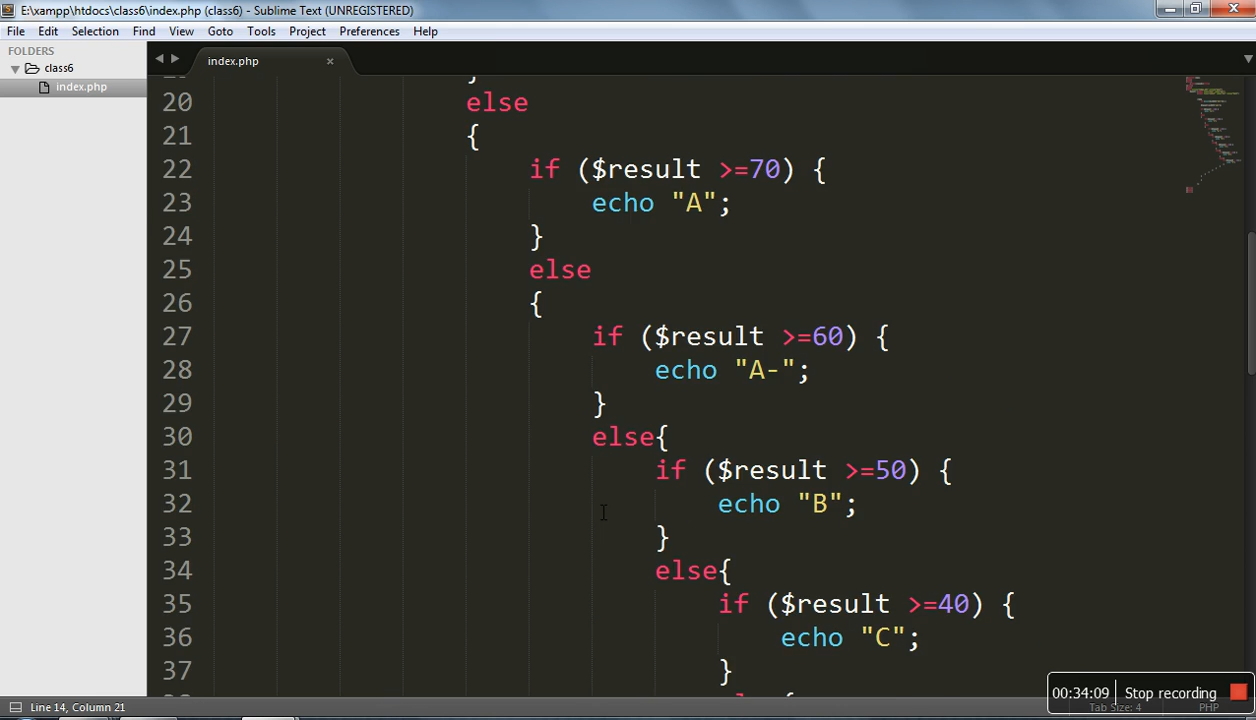 E:\xampp\htdocs\class6\index.php (class6) - Sublime Text (UNREGISTERED)
File Edit Selection Find View Goto Tools Project Preferences Help
FOLDERS
class6
index.php
index.php
20 else
21 {
22 if ($result >=70) {
23 echo "A";
24 }
25 else
26 {
27 if ($result >=60) {
28 echo "A-";
29 }
30 else{
31 if ($result >=50) {
32 echo "B";
33 }
34 else{
35 if ($result >=40) {
36 echo "C";
37 }
00:34:09 Stop recording
Line 14, Column 21
Tab Size: 4
PHP